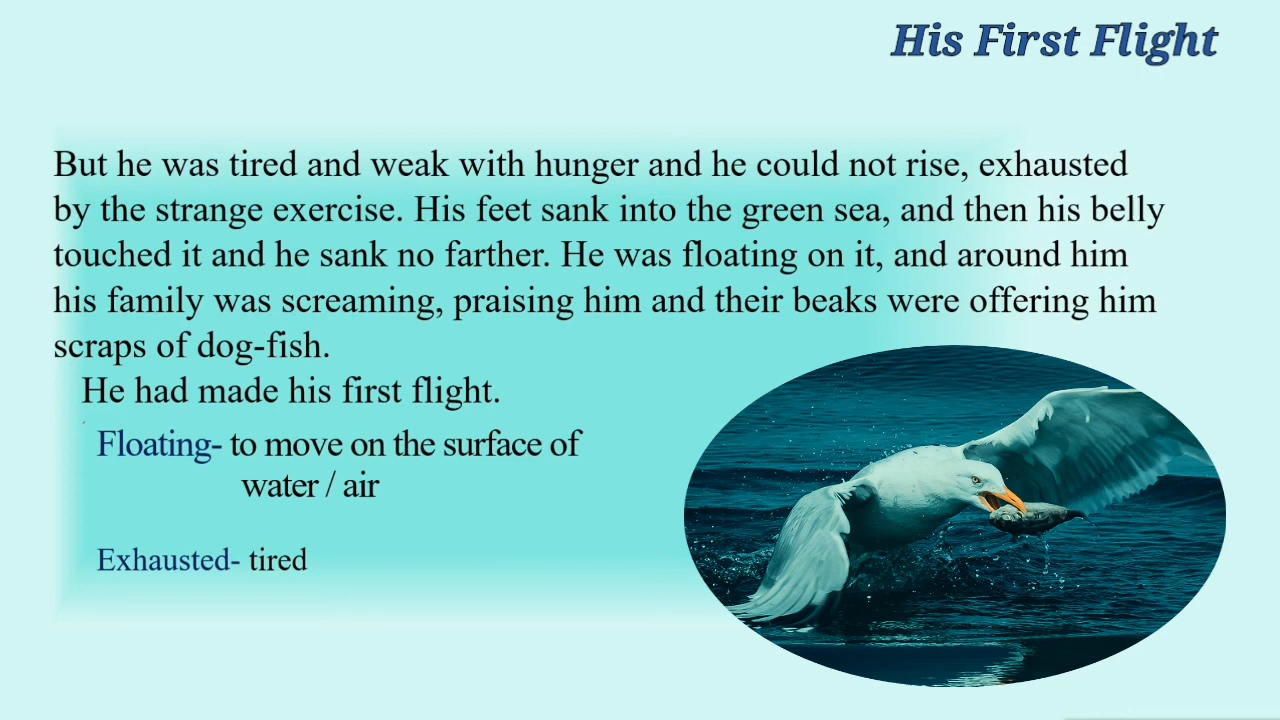 His First Flight
But he was tired and weak with hunger and he could not rise, exhausted
by the strange exercise. His feet sank into the green sea, and then his belly
touched it and he sank no farther. He was floating on it, and around him
his family was screaming, praising him and their beaks were offering him
scraps of dog-fish.
He had made his first flight.
Floating- to move on the surface of
water / air
Exhausted- tired